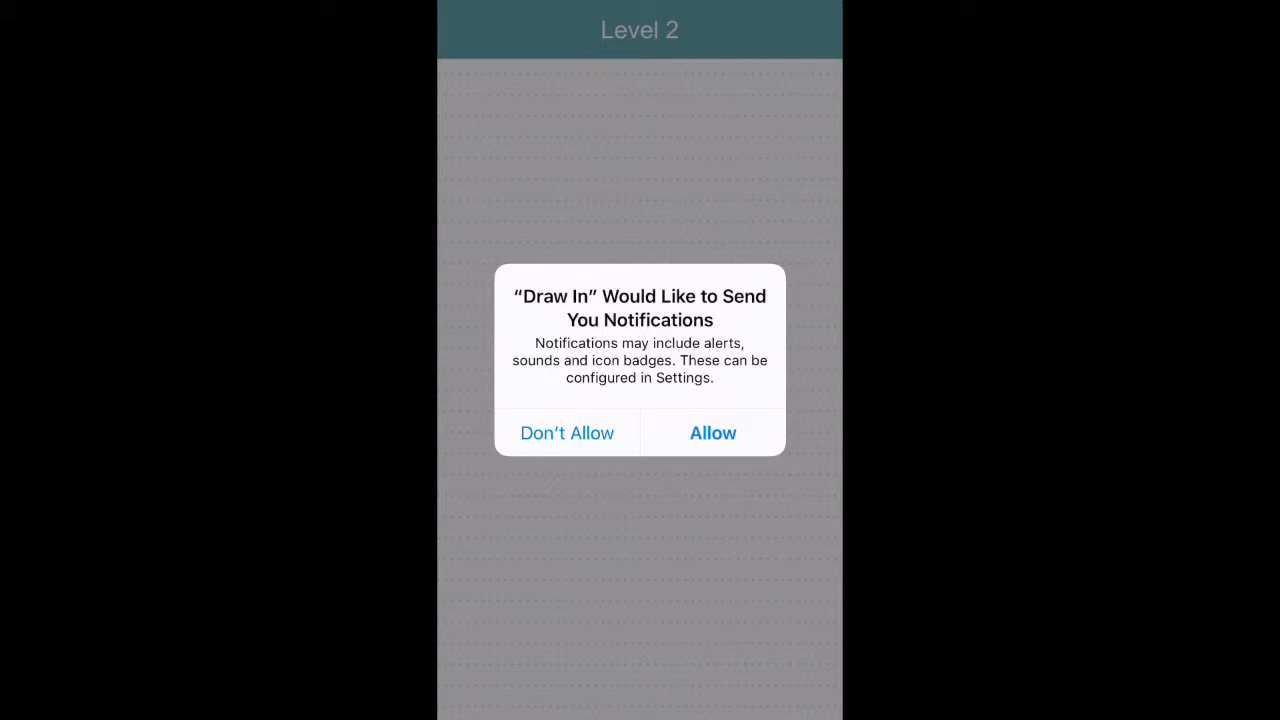 Level 2
“Draw In” Would Like to Send
You Notifications
Notifications may include alerts,
sounds and icon badges. These can be
configured in Settings.
Don’t Allow
Allow